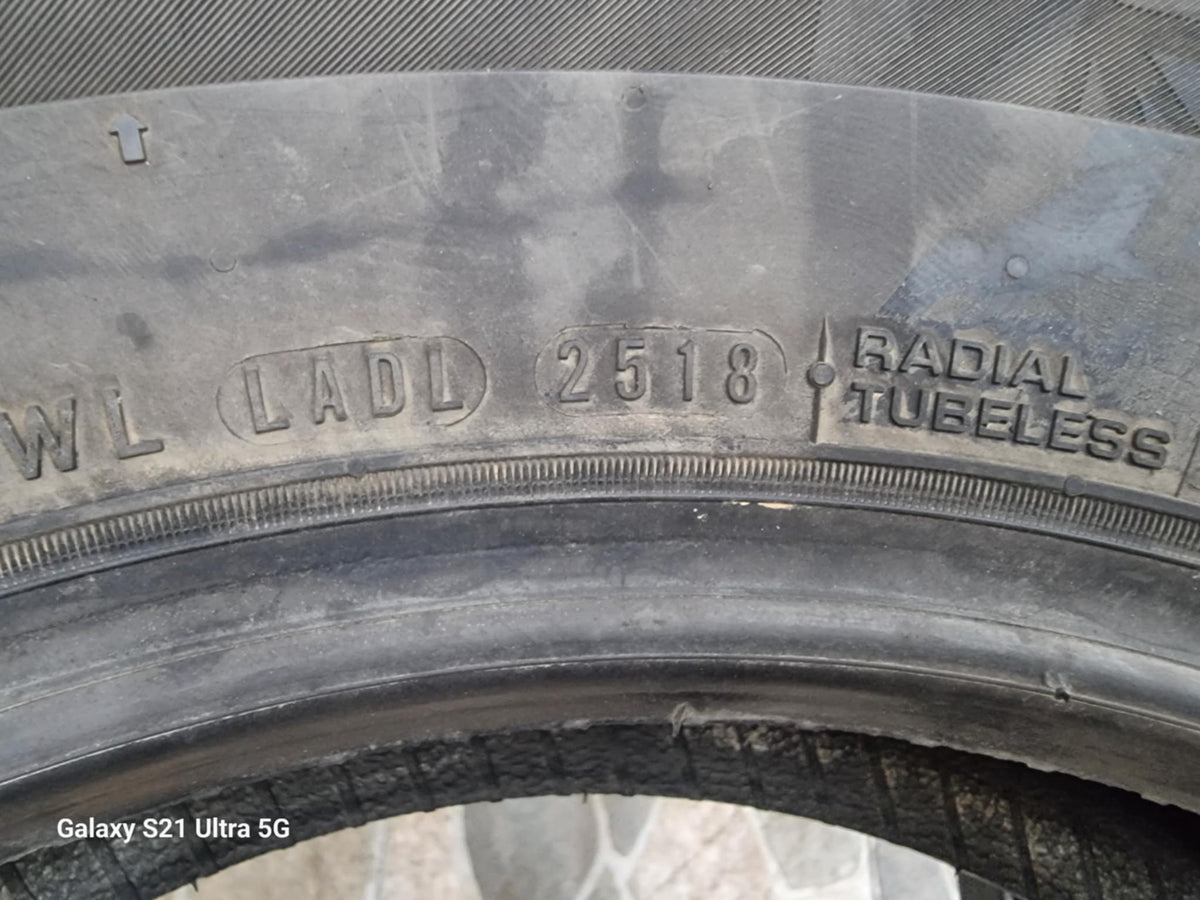 WL LADL 2518 RADIAL
TUBELESS
Galaxy S21 Ultra 5G